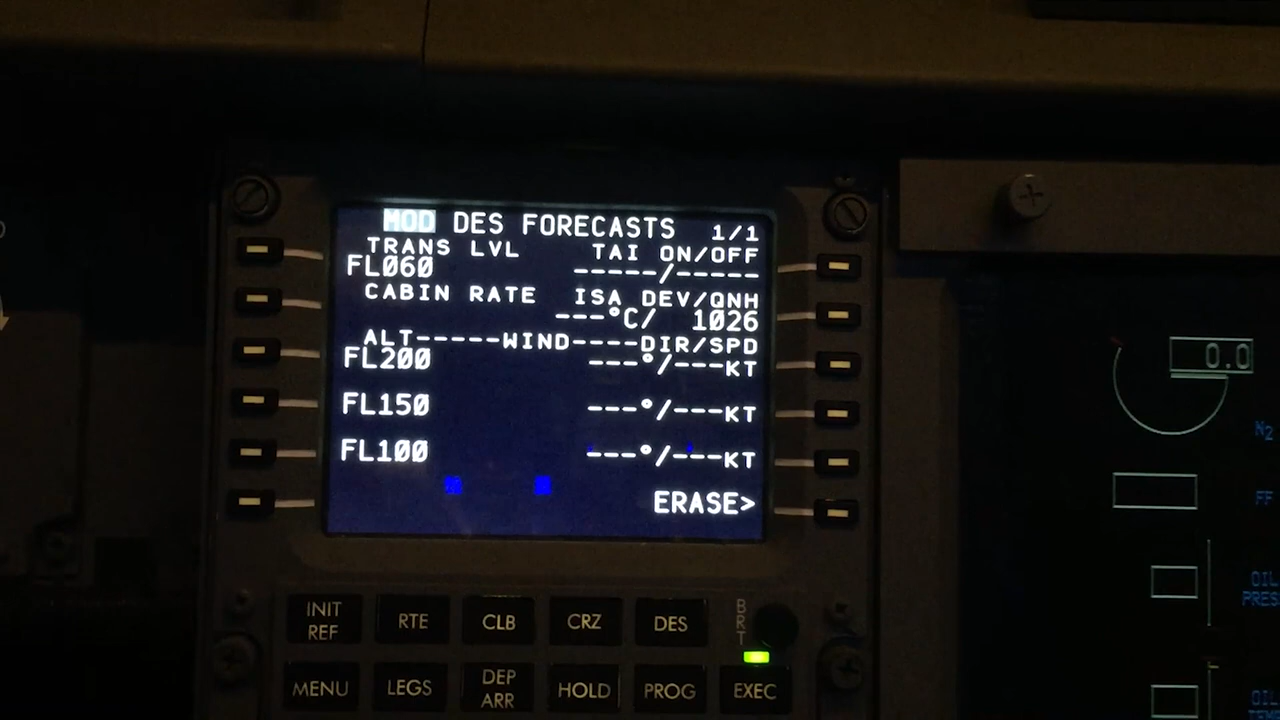 MOD DES FORECASTS 1/1
TRANS LVL TAI ON/OFF
FL060 -----/-----
CABIN RATE ISA DEV/QNH
---°C/ 1026
ALT-----WIND----DIR/SPD
FL200 ---°/---KT
FL150 ---°/---KT
FL100 ---°/---KT
ERASE>
0.0
N2
FF
OIL
PRES
OIL
INIT
REF
RTE
CLB
CRZ
DES
BRT
MENU
LEGS
DEP
ARR
HOLD
PROG
EXEC